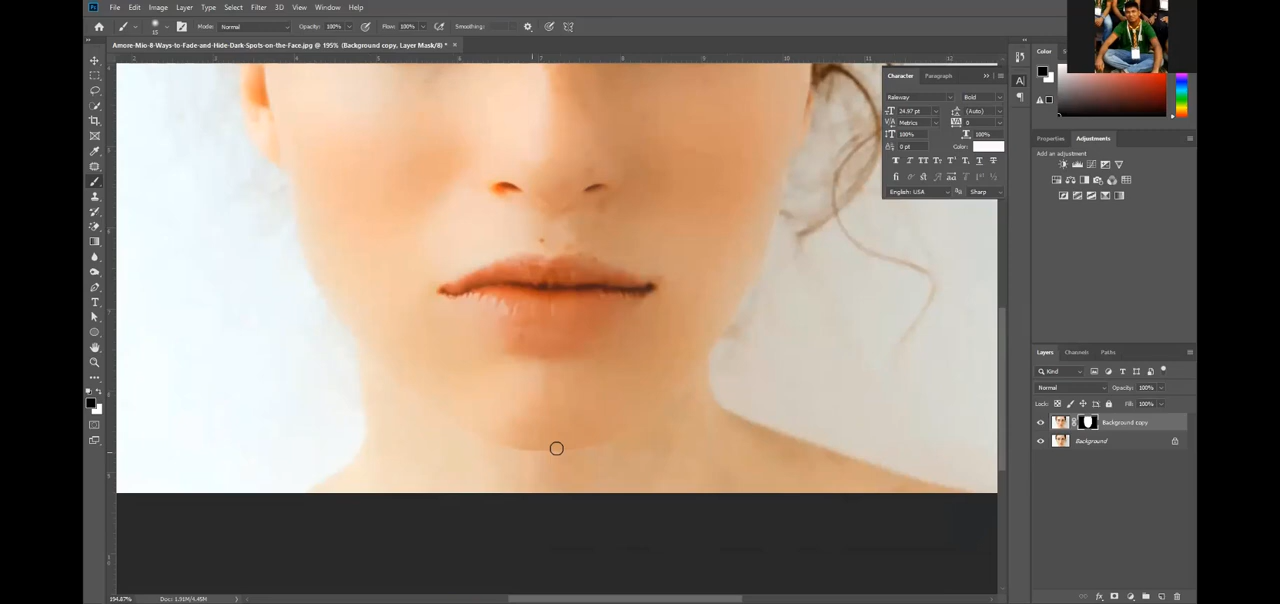 Ps File Edit Image Layer Type Select Filter 3D View Window Help
15 Mode: Normal Opacity: 100% Flow: 100% Smoothing:
Amore-Mio-8-Ways-to-Fade-and-Hide-Dark-Spots-on-the-Face.jpg @ 195% (Background copy, Layer Mask/8) * ×
Color
Character Paragraph
Raleway Bold
24.97 pt (Auto)
Metrics 0
100% 100%
0 pt Color:
English: USA Sharp
Properties Adjustments
Add an adjustment
Layers Channels Paths
Kind
Normal Opacity: 100%
Lock: Fill: 100%
Background copy
Background
194.87% Doc: 1.91M/4.45M